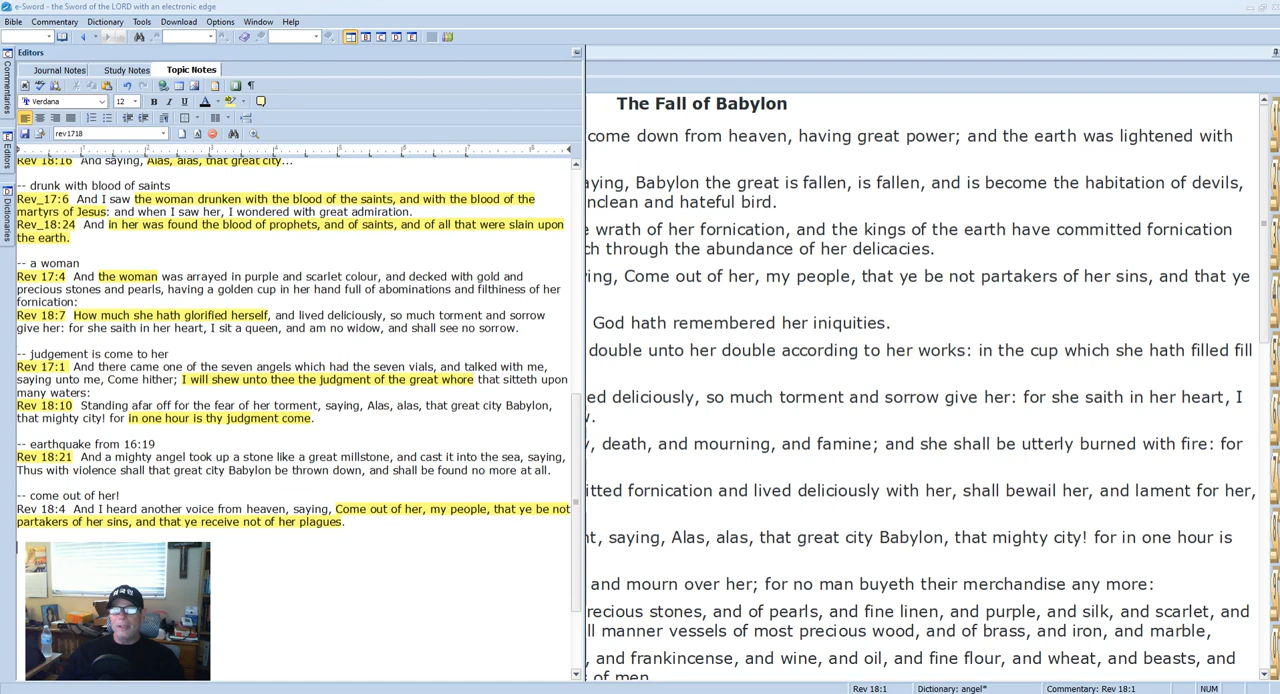 e-Sword - the Sword of the LORD with an electronic edge
Bible Commentary Dictionary Tools Download Options Window Help
B C D E
Editors
Journal Notes Study Notes Topic Notes
Verdana 12 B I U A
rev1718
Commentaries
Editors
Dictionaries
Rev 18:16 And saying, Alas, alas, that great city...
-- drunk with blood of saints
Rev_17:6 And I saw the woman drunken with the blood of the saints, and with the blood of the
martyrs of Jesus: and when I saw her, I wondered with great admiration.
Rev_18:24 And in her was found the blood of prophets, and of saints, and of all that were slain upon
the earth.
-- a woman
Rev 17:4 And the woman was arrayed in purple and scarlet colour, and decked with gold and
precious stones and pearls, having a golden cup in her hand full of abominations and filthiness of her
fornication:
Rev 18:7 How much she hath glorified herself, and lived deliciously, so much torment and sorrow
give her: for she saith in her heart, I sit a queen, and am no widow, and shall see no sorrow.
-- judgement is come to her
Rev 17:1 And there came one of the seven angels which had the seven vials, and talked with me,
saying unto me, Come hither; I will shew unto thee the judgment of the great whore that sitteth upon
many waters:
Rev 18:10 Standing afar off for the fear of her torment, saying, Alas, alas, that great city Babylon,
that mighty city! for in one hour is thy judgment come.
-- earthquake from 16:19
Rev 18:21 And a mighty angel took up a stone like a great millstone, and cast it into the sea, saying,
Thus with violence shall that great city Babylon be thrown down, and shall be found no more at all.
-- come out of her!
Rev 18:4 And I heard another voice from heaven, saying, Come out of her, my people, that ye be not
partakers of her sins, and that ye receive not of her plagues.
The Fall of Babylon
come down from heaven, having great power; and the earth was lightened with
aying, Babylon the great is fallen, is fallen, and is become the habitation of devils,
nclean and hateful bird.
e wrath of her fornication, and the kings of the earth have committed fornication
ch through the abundance of her delicacies.
ying, Come out of her, my people, that ye be not partakers of her sins, and that ye
God hath remembered her iniquities.
double unto her double according to her works: in the cup which she hath filled fill
ed deliciously, so much torment and sorrow give her: for she saith in her heart, I
w.
y, death, and mourning, and famine; and she shall be utterly burned with fire: for
itted fornication and lived deliciously with her, shall bewail her, and lament for her,
nt, saying, Alas, alas, that great city Babylon, that mighty city! for in one hour is
and mourn over her; for no man buyeth their merchandise any more:
recious stones, and of pearls, and fine linen, and purple, and silk, and scarlet, and
ll manner vessels of most precious wood, and of brass, and iron, and marble,
, and frankincense, and wine, and oil, and fine flour, and wheat, and beasts, and
s of men.
Rev 18:1 Dictionary: angel* Commentary: Rev 18:1 NUM